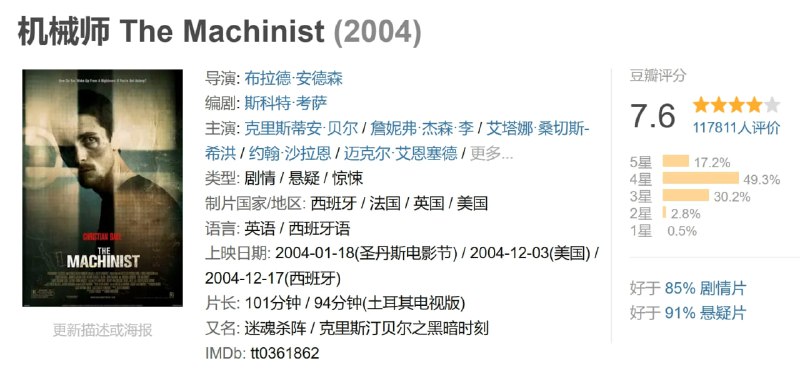 机械师 The Machinist (2004)
How Do You Wake Up From A Nightmare If You're Not Asleep?
CHRISTIAN BALE
THE
MACHINIST
更新描述或海报
导演: 布拉德·安德森
编剧: 斯科特·考萨
主演: 克里斯蒂安·贝尔 / 詹妮弗·杰森·李 / 艾塔娜·桑切斯-
希洪 / 约翰·沙拉恩 / 迈克尔·艾恩塞德 / 更多...
类型: 剧情 / 悬疑 / 惊悚
制片国家/地区: 西班牙 / 法国 / 英国 / 美国
语言: 英语 / 西班牙语
上映日期: 2004-01-18(圣丹斯电影节) / 2004-12-03(美国) /
2004-12-17(西班牙)
片长: 101分钟 / 94分钟(土耳其电视版)
又名: 迷魂杀阵 / 克里斯汀贝尔之黑暗时刻
IMDb: tt0361862
豆瓣评分
7.6
117811人评价
5星 17.2%
4星 49.3%
3星 30.2%
2星 2.8%
1星 0.5%
好于 85% 剧情片
好于 91% 悬疑片